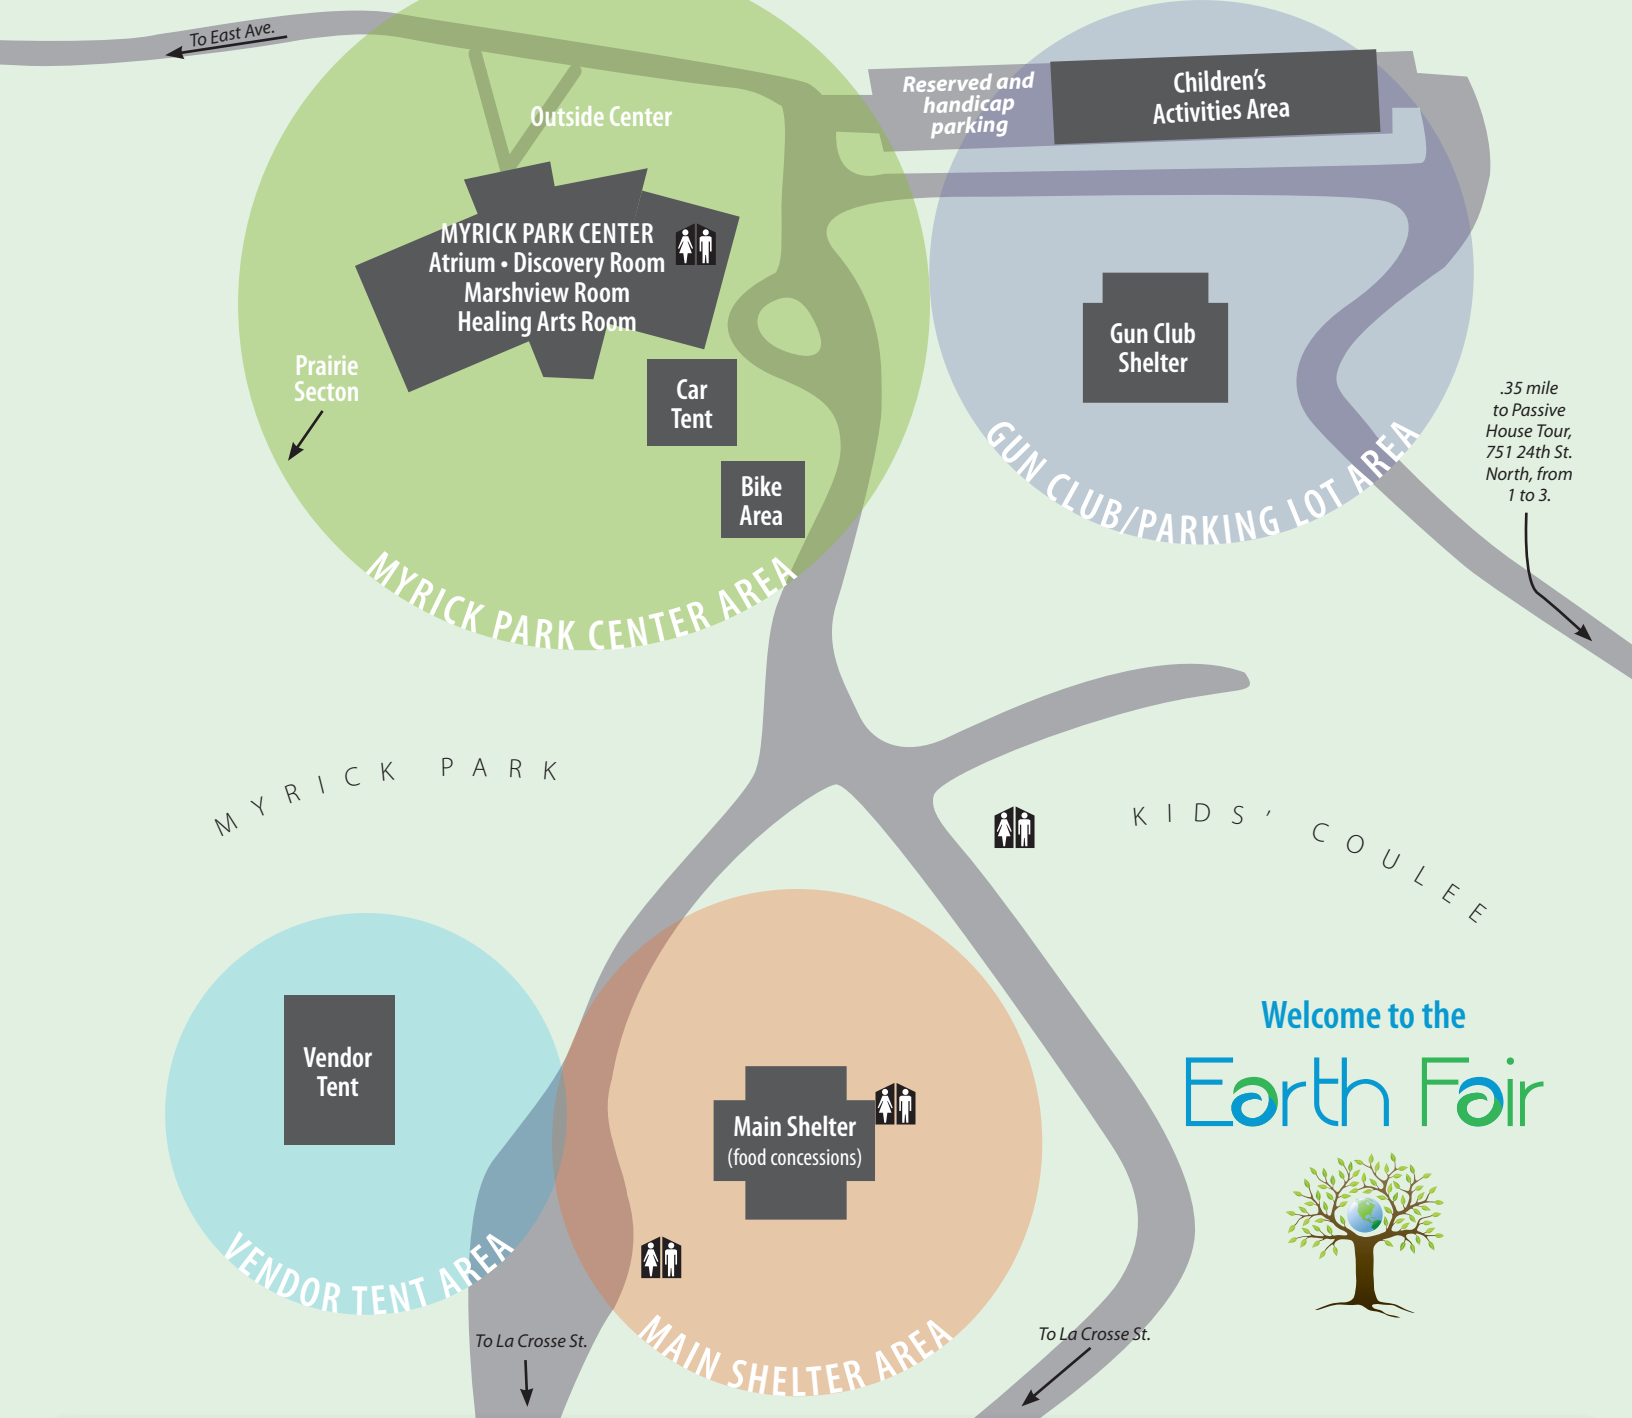 To East Ave.
Outside Center
Reserved and
handicap
parking
Children's
Activities Area
MYRICK PARK CENTER
Atrium • Discovery Room
Marshview Room
Healing Arts Room
Prairie
Secton
Car
Tent
Bike
Area
MYRICK PARK CENTER AREA
Gun Club
Shelter
GUN CLUB/PARKING LOT AREA
.35 mile
to Passive
House Tour,
751 24th St.
North, from
1 to 3.
MYRICK PARK
KIDS' COULEE
Vendor
Tent
VENDOR TENT AREA
Main Shelter
(food concessions)
MAIN SHELTER AREA
Welcome to the
Earth Fair
To La Crosse St.
To La Crosse St.